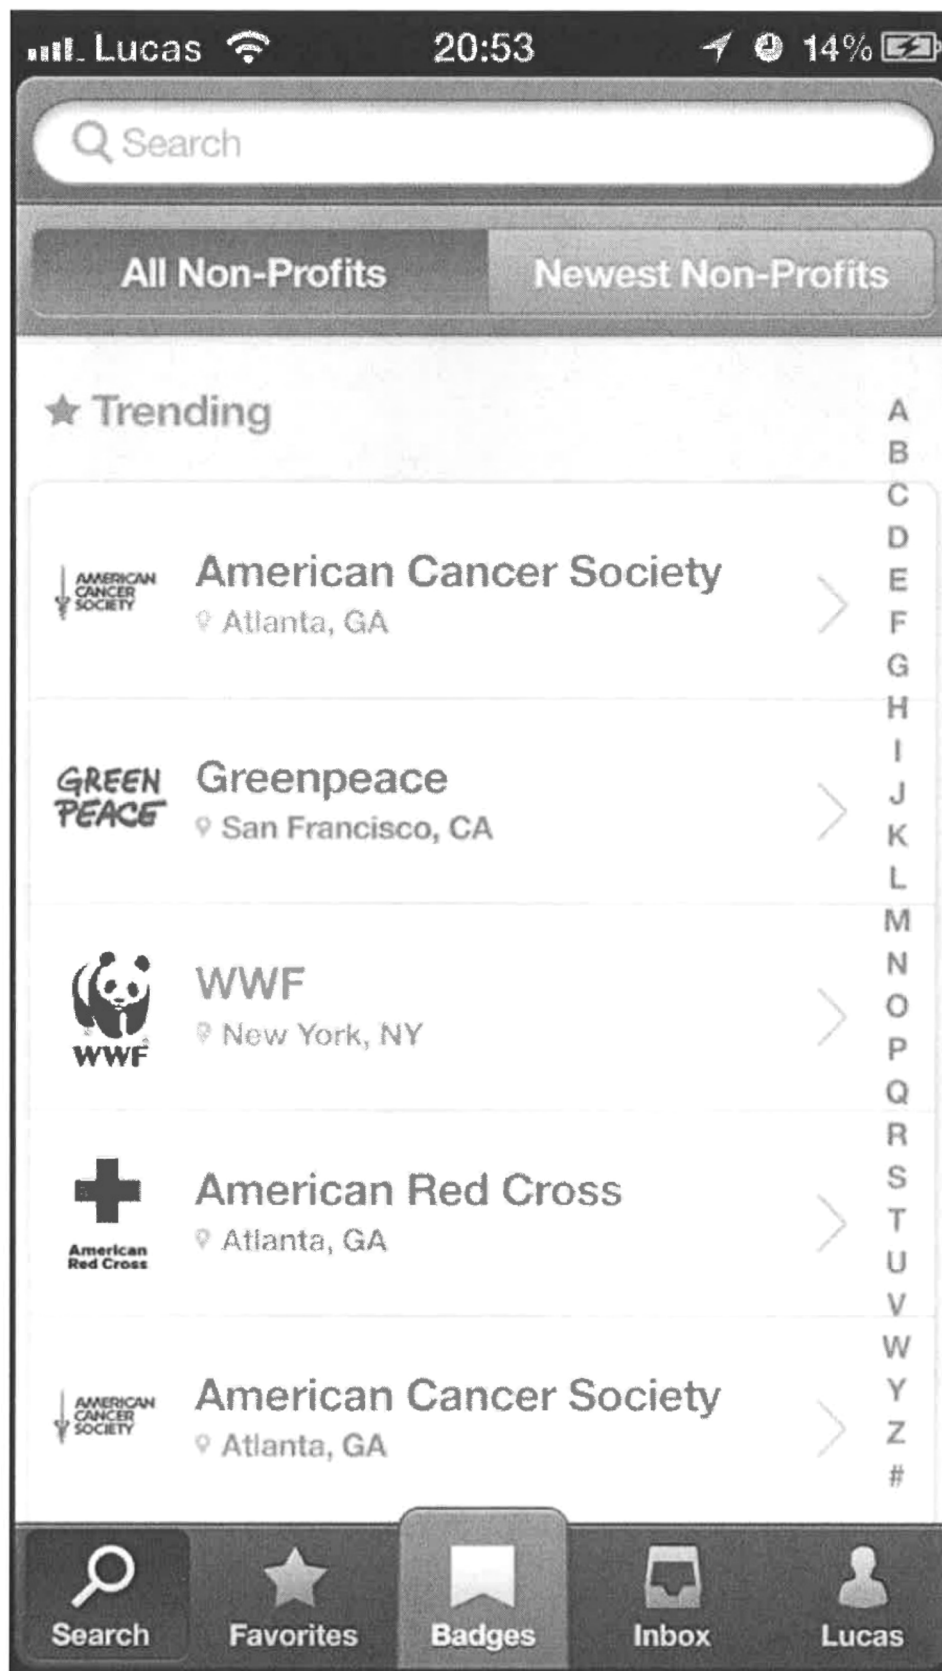 Lucas 20:53 14%
Search
All Non-Profits Newest Non-Profits
Trending
A
B
C
AMERICAN
CANCER
SOCIETY
American Cancer Society
Atlanta, GA
D
E
F
G
H
GREEN
PEACE
Greenpeace
San Francisco, CA
I
J
K
L
M
WWF
WWF
New York, NY
N
O
P
Q
R
American
Red Cross
American Red Cross
Atlanta, GA
S
T
U
V
W
AMERICAN
CANCER
SOCIETY
American Cancer Society
Atlanta, GA
Y
Z
#
Search Favorites Badges Inbox Lucas